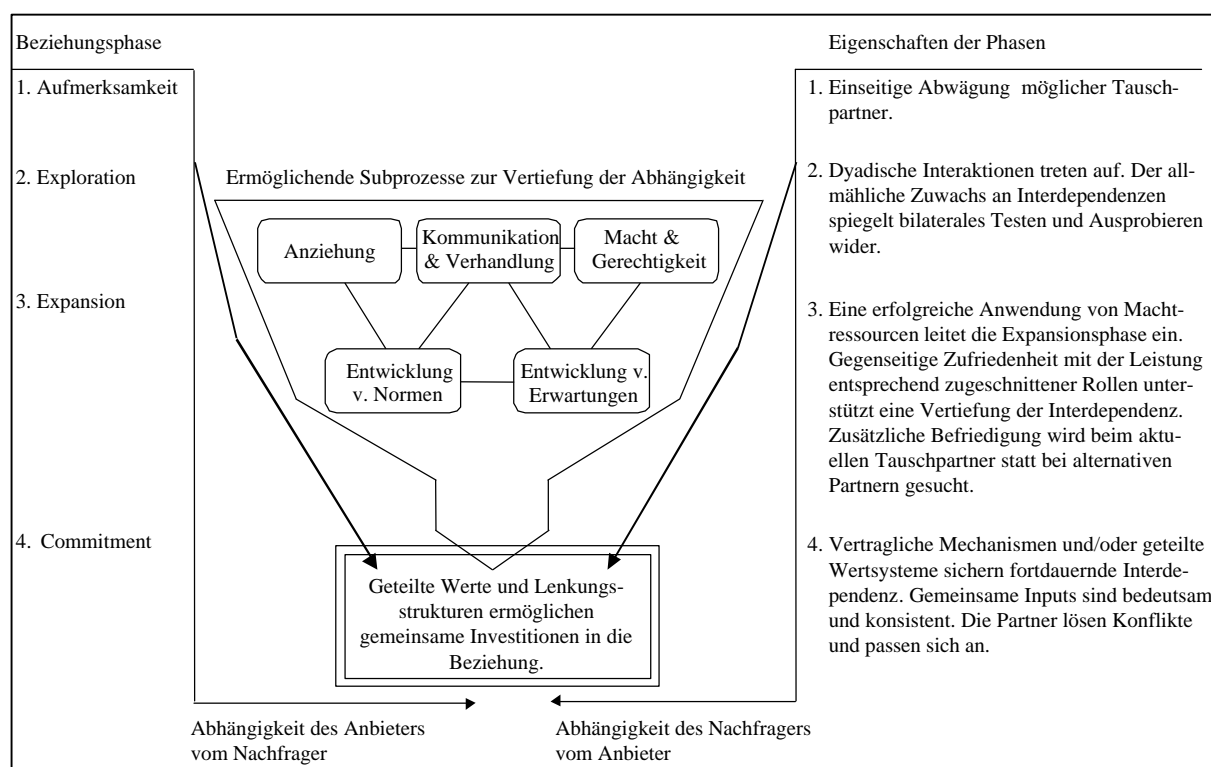 Beziehungsphase
Eigenschaften der Phasen
1. Aufmerksamkeit
1. Einseitige Abwägung möglicher Tausch-
partner.
2. Exploration
Ermöglichende Subprozesse zur Vertiefung der Abhängigkeit
2. Dyadische Interaktionen treten auf. Der all-
mähliche Zuwachs an Interdependenzen
spiegelt bilaterales Testen und Ausprobieren
wider.
Anziehung
Kommunikation
& Verhandlung
Macht &
Gerechtigkeit
3. Expansion
3. Eine erfolgreiche Anwendung von Macht-
ressourcen leitet die Expansionsphase ein.
Gegenseitige Zufriedenheit mit der Leistung
entsprechend zugeschnittener Rollen unter-
stützt eine Vertiefung der Interdependenz.
Zusätzliche Befriedigung wird beim aktu-
ellen Tauschpartner statt bei alternativen
Partnern gesucht.
Entwicklung
v. Normen
Entwicklung v.
Erwartungen
4. Commitment
4. Vertragliche Mechanismen und/oder geteilte
Wertsysteme sichern fortdauernde Interde-
pendenz. Gemeinsame Inputs sind bedeutsam
und konsistent. Die Partner lösen Konflikte
und passen sich an.
Geteilte Werte und Lenkungs-
strukturen ermöglichen
gemeinsame Investitionen in die
Beziehung.
Abhängigkeit des Anbieters
vom Nachfrager
Abhängigkeit des Nachfragers
vom Anbieter